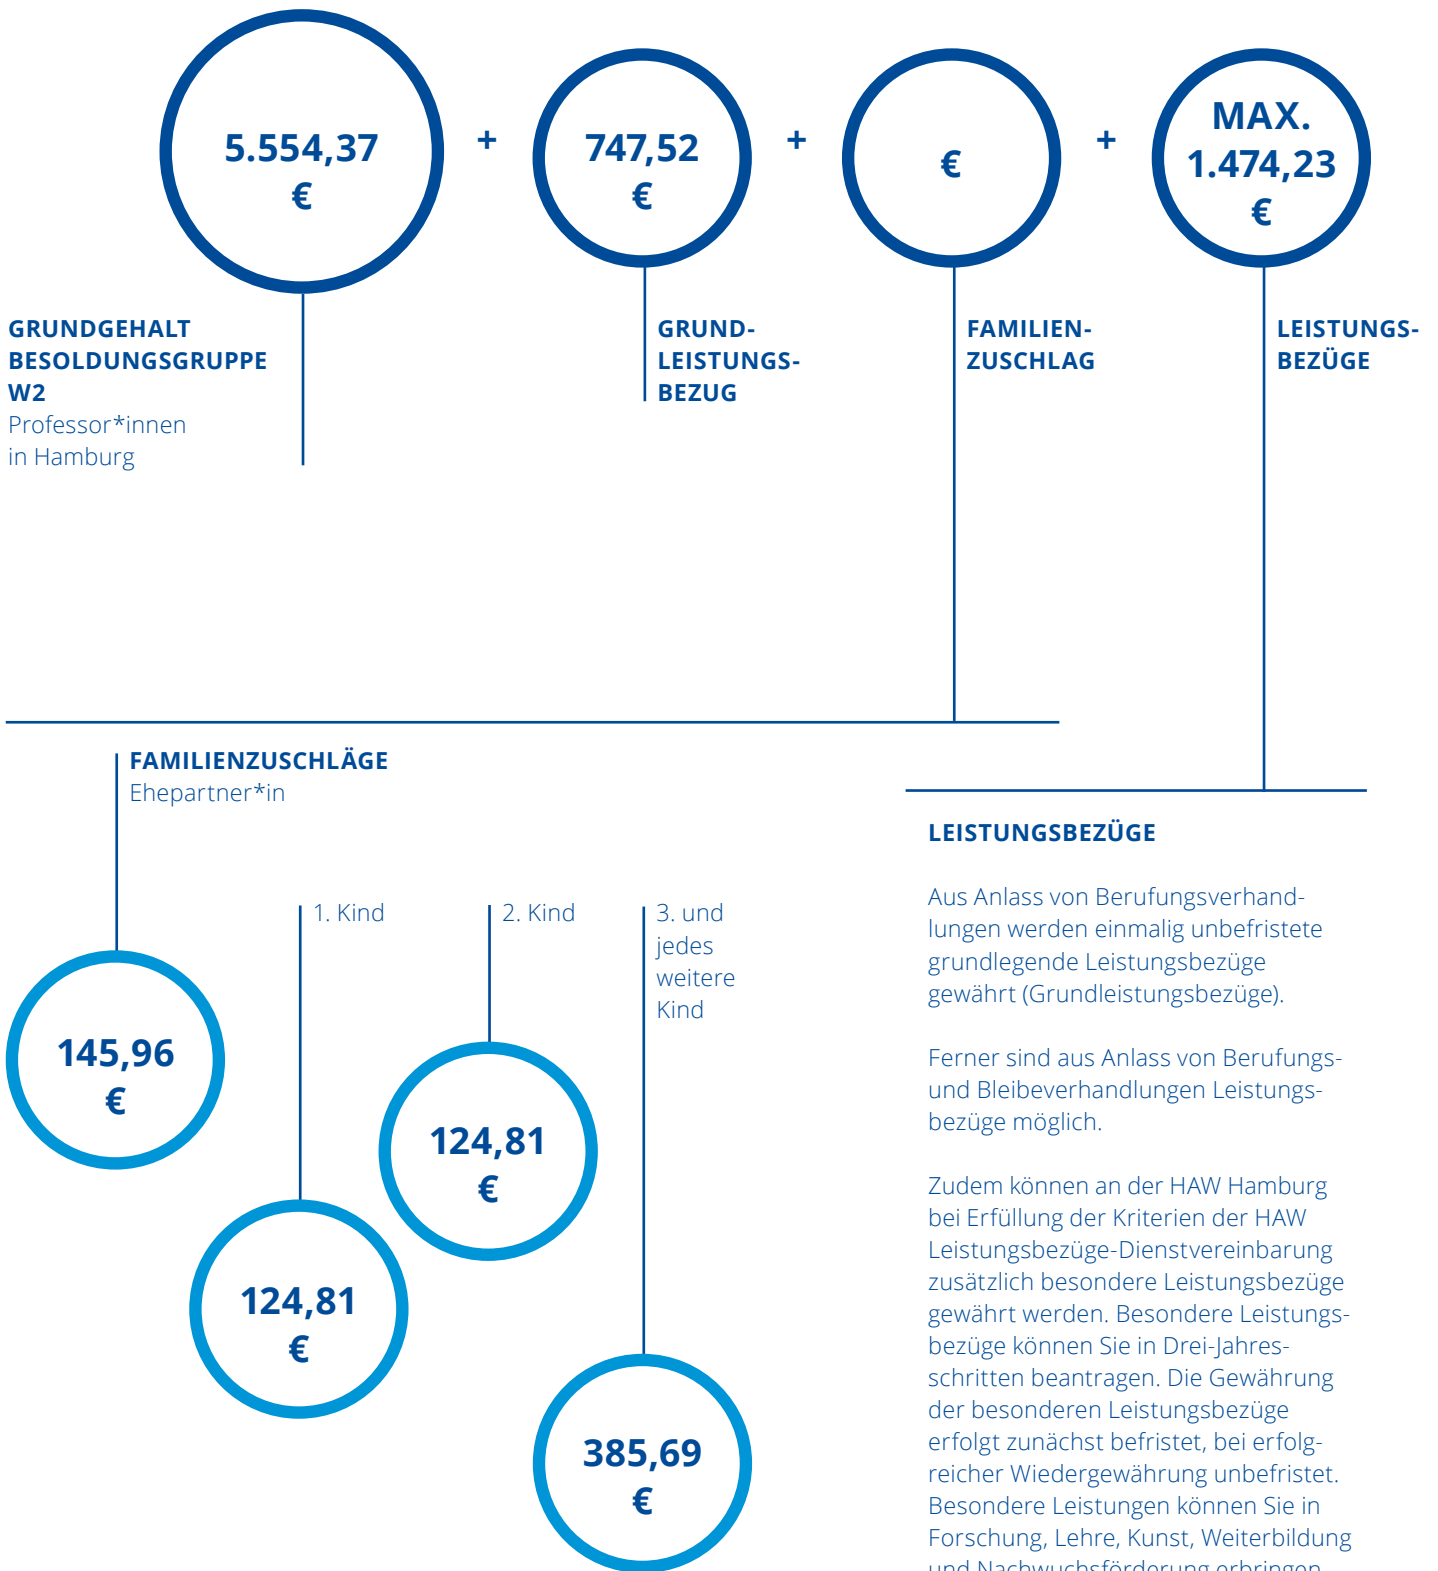 5.554,37
€
+
747,52
€
+
€
+
MAX.
1.474,23
€
GRUNDGEHALT
BESOLDUNGSGRUPPE
W2
Professor*innen
in Hamburg
GRUND-
LEISTUNGS-
BEZUG
FAMILIEN-
ZUSCHLAG
LEISTUNGS-
BEZÜGE
FAMILIENZUSCHLÄGE
Ehepartner*in
145,96
€
1. Kind
124,81
€
2. Kind
124,81
€
3. und
jedes
weitere
Kind
385,69
€
LEISTUNGSBEZÜGE
Aus Anlass von Berufungsverhand-
lungen werden einmalig unbefristete
grundlegende Leistungsbezüge
gewährt (Grundleistungsbezüge).
Ferner sind aus Anlass von Berufungs-
und Bleibeverhandlungen Leistungs-
bezüge möglich.
Zudem können an der HAW Hamburg
bei Erfüllung der Kriterien der HAW
Leistungsbezüge-Dienstvereinbarung
zusätzlich besondere Leistungsbezüge
gewährt werden. Besondere Leistungs-
bezüge können Sie in Drei-Jahres-
schritten beantragen. Die Gewährung
der besonderen Leistungsbezüge
erfolgt zunächst befristet, bei erfolg-
reicher Wiedergewährung unbefristet.
Besondere Leistungen können Sie in
Forschung, Lehre, Kunst, Weiterbildung
und Nachwuchsförderung erbringen